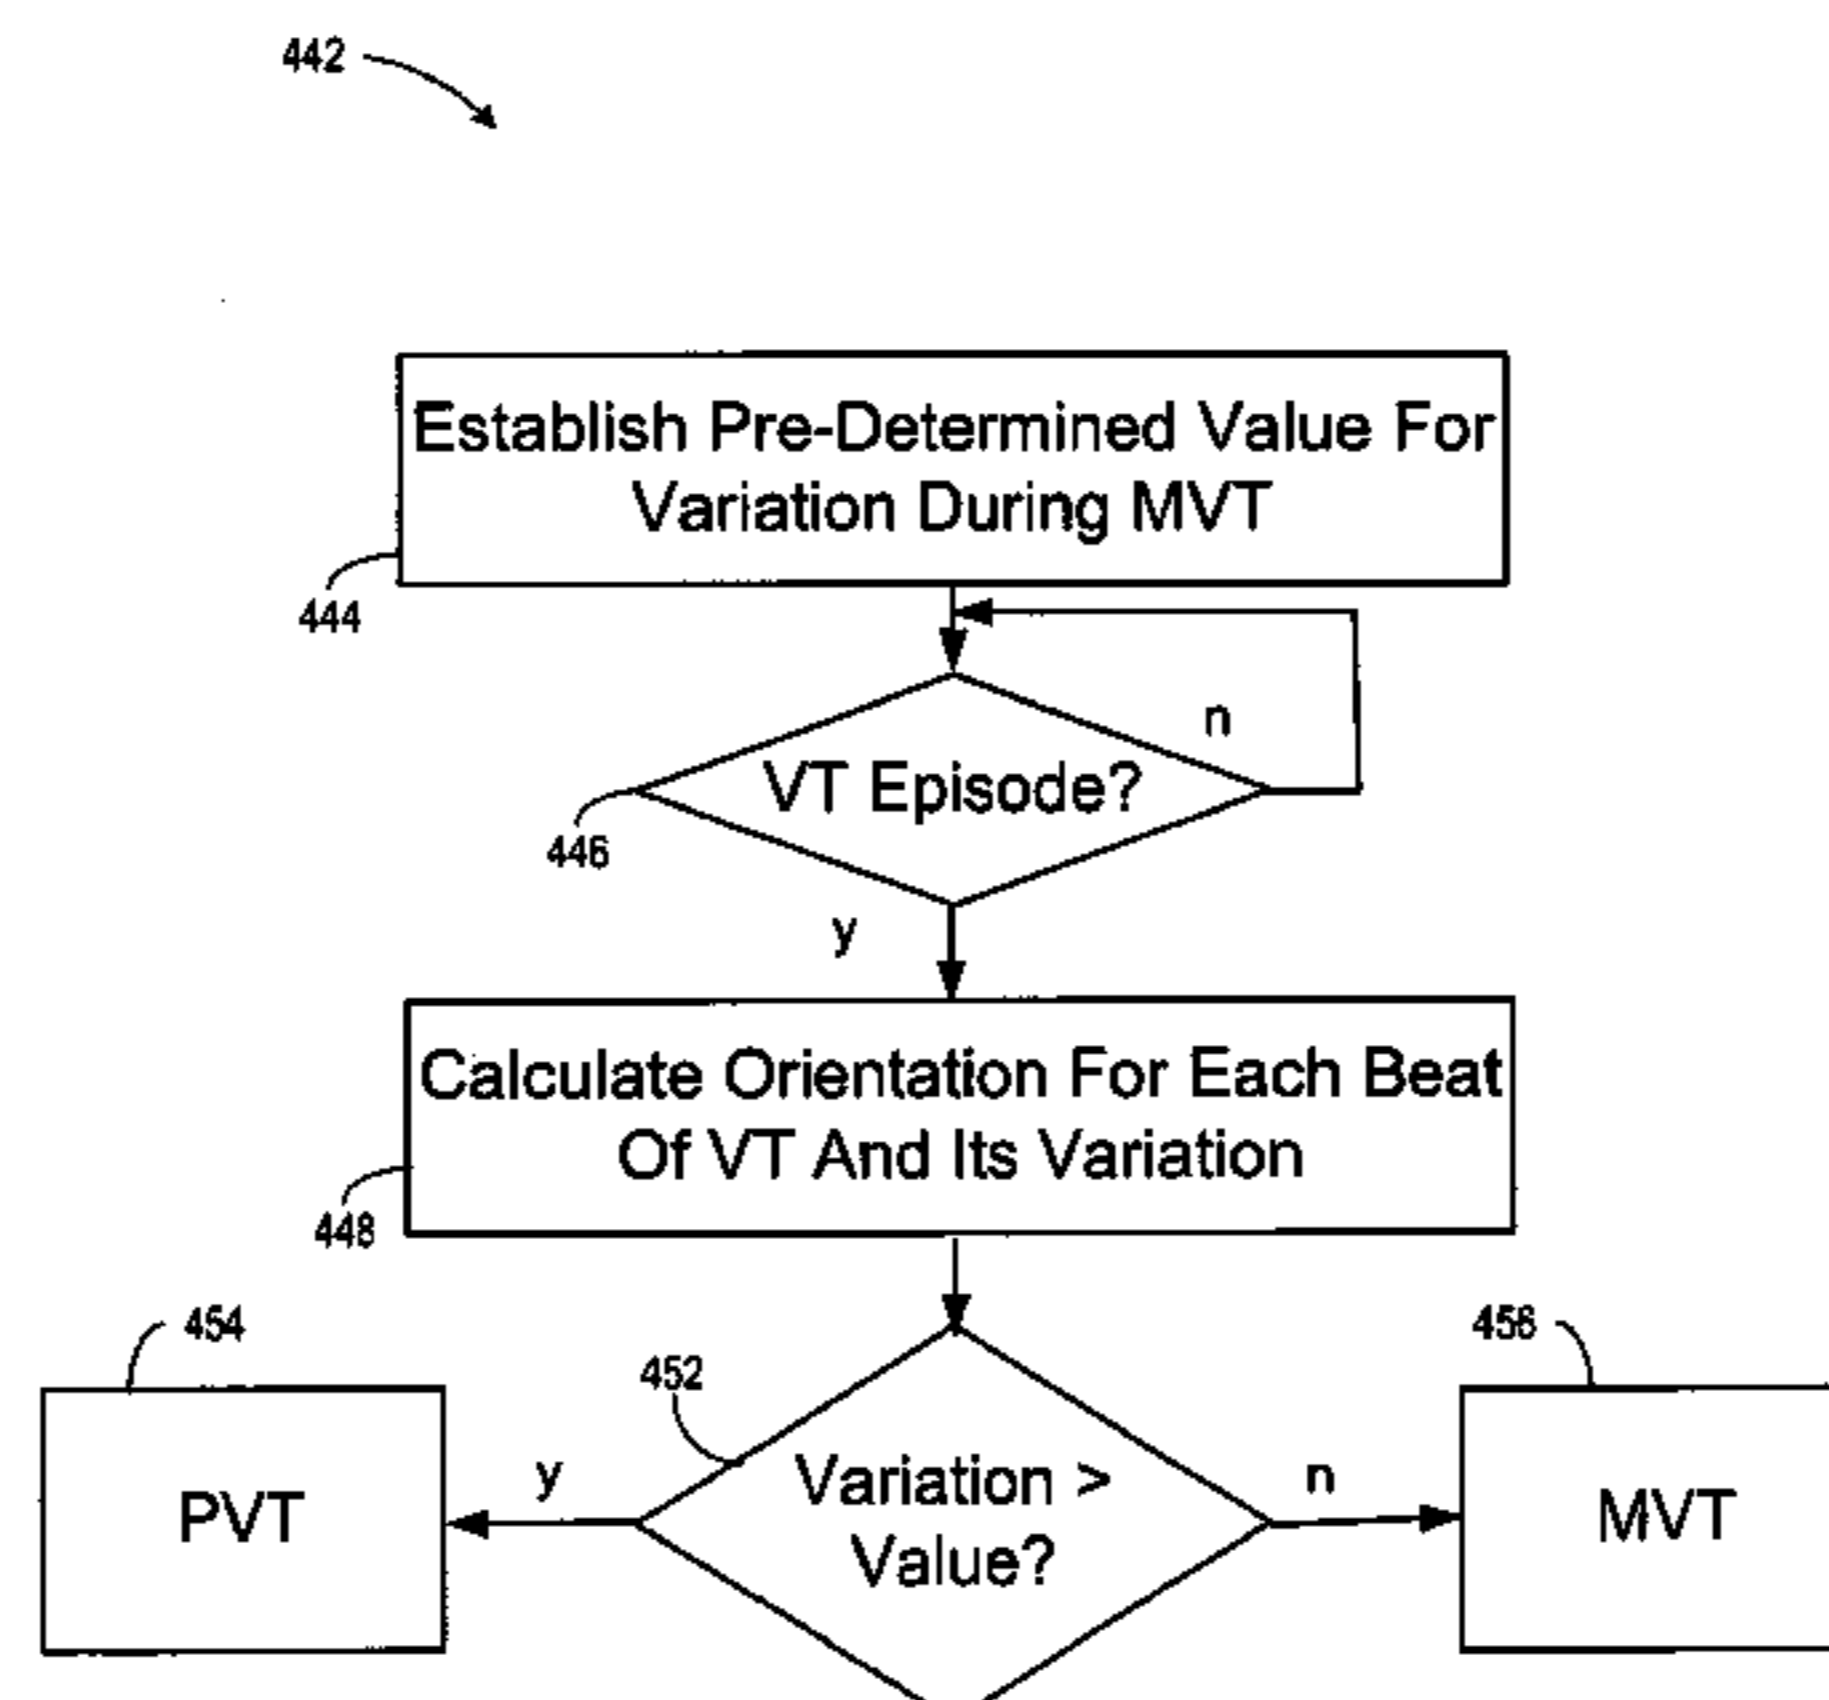 442
Establish Pre-Determined Value For
Variation During MVT
444
n
VT Episode?
446
y
Calculate Orientation For Each Beat
Of VT And Its Variation
448
454
452
456
y
Variation >
n
PVT
MVT
Value?